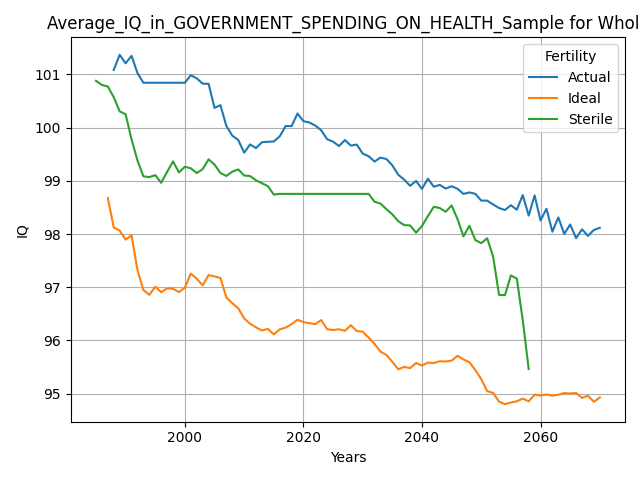 Average_IQ_in_GOVERNMENT_SPENDING_ON_HEALTH_Sample for Whol
Fertility
Actual
Ideal
Sterile
101
100
99
98
97
96
95
IQ
2000
2020
2040
2060
Years